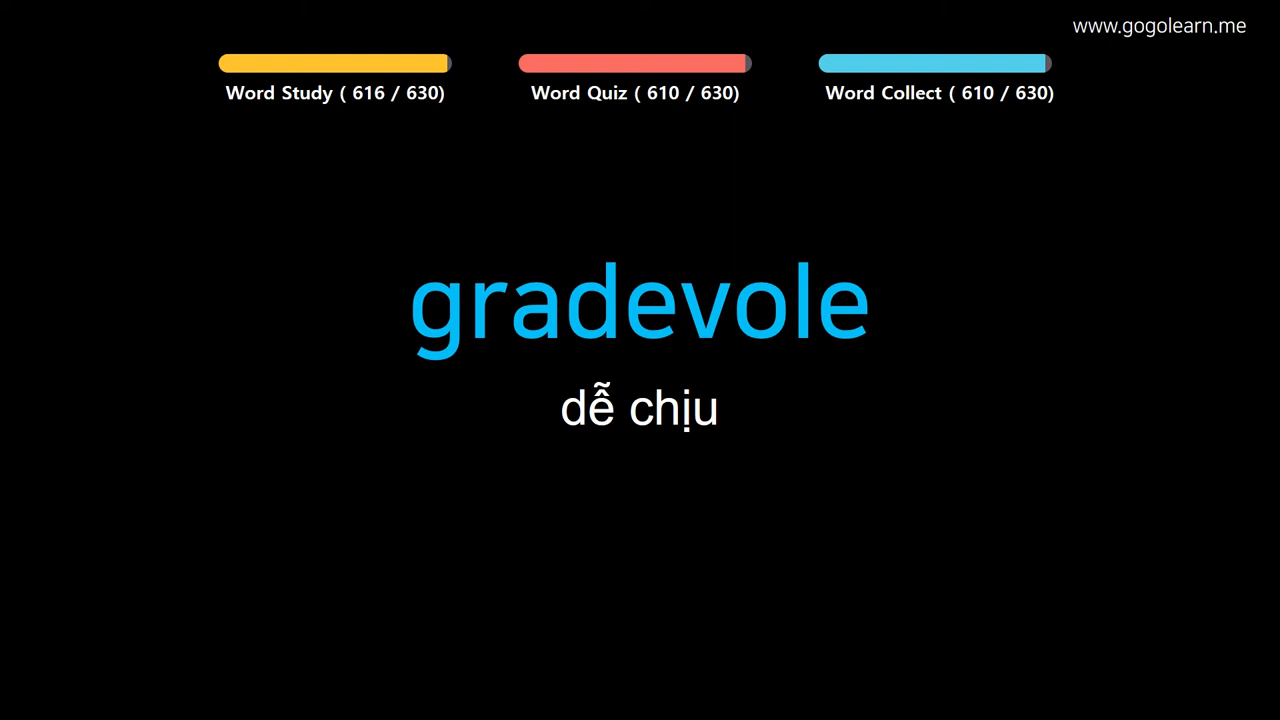 www.gogolearn.me
Word Study ( 616 / 630)
Word Quiz ( 610 / 630)
Word Collect ( 610 / 630)
gradevole
dễ chịu